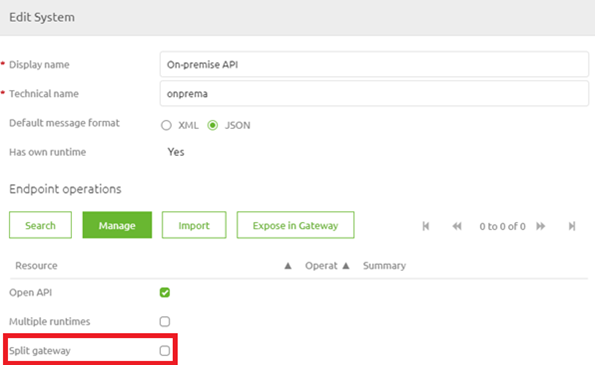 Edit System
* Display name On-premise API
* Technical name onprema
Default message format XML JSON
Has own runtime Yes
Endpoint operations
Search Manage Import Expose in Gateway 0 to 0 of 0
Resource Operat Summary
Open API
Multiple runtimes
Split gateway